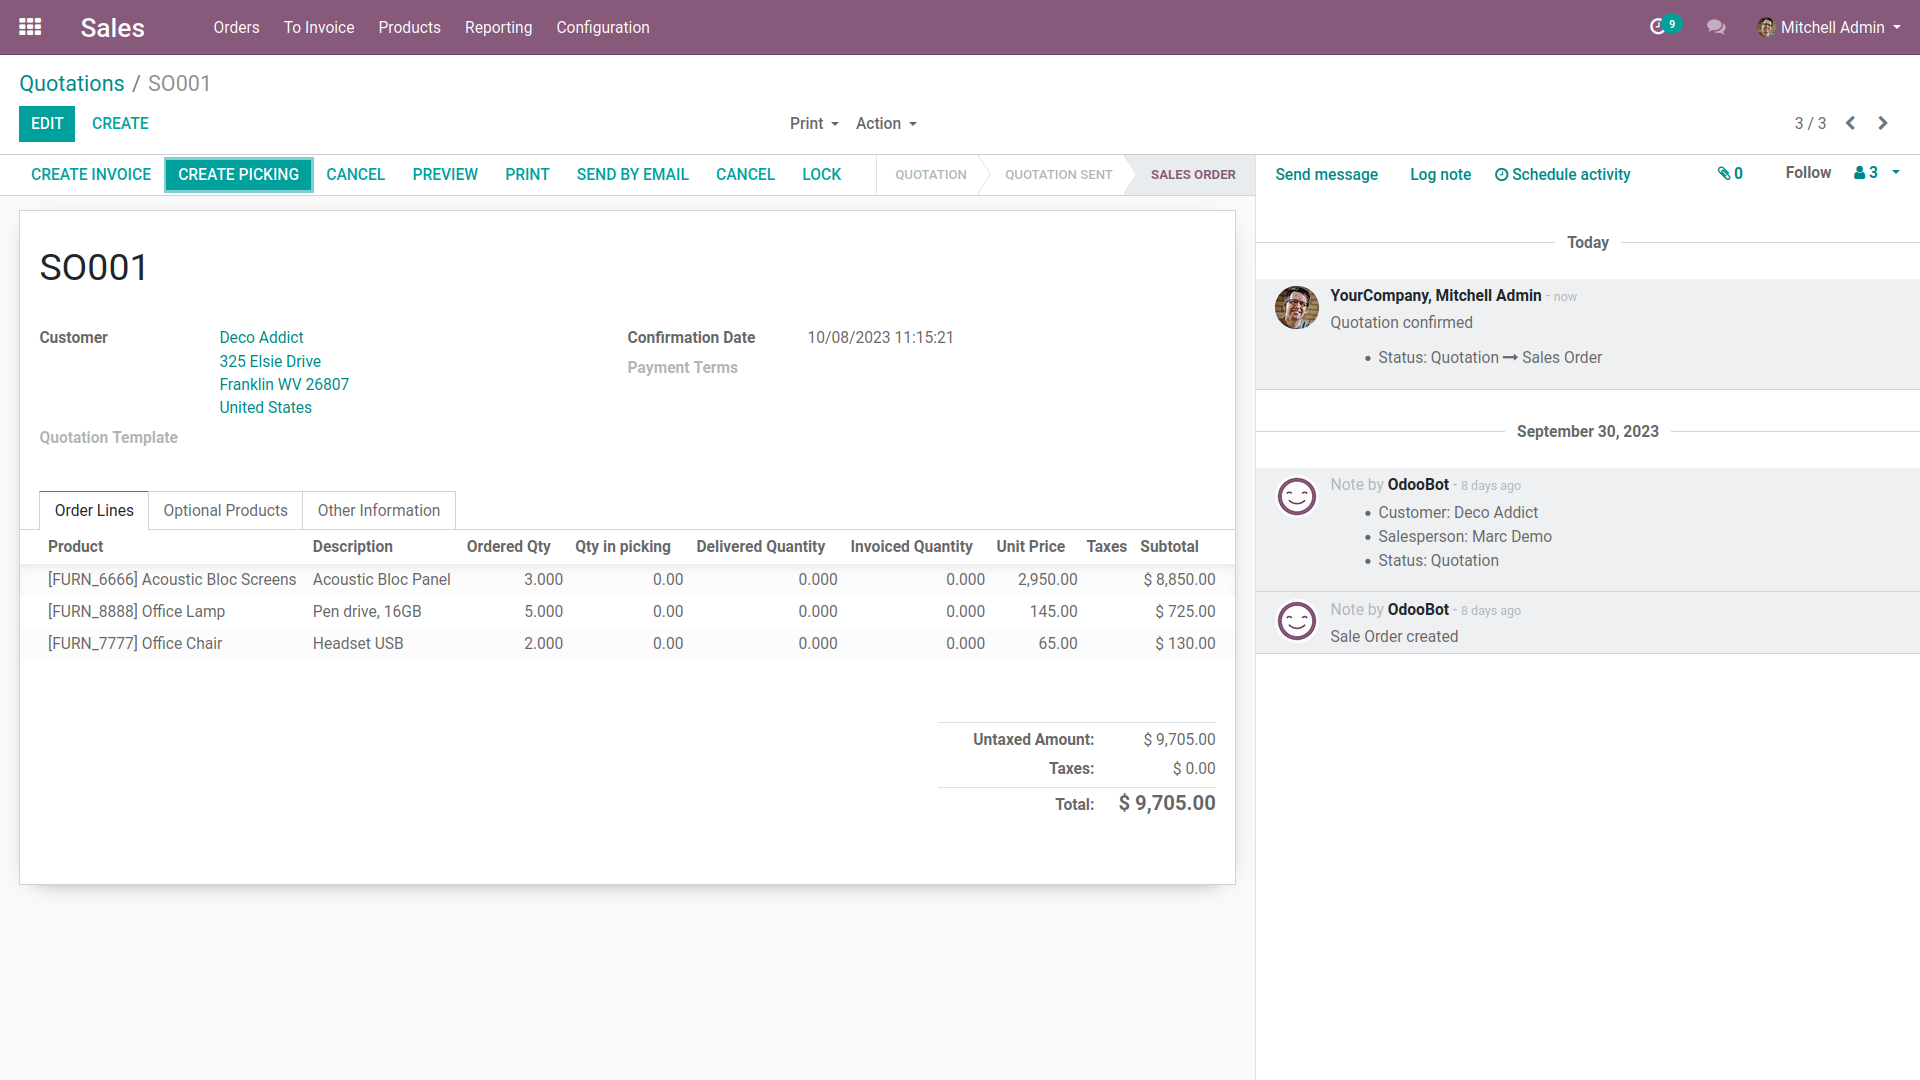 Sales Orders To Invoice Products Reporting Configuration 9 Mitchell Admin
Quotations / SO001
EDIT CREATE Print Action 3 / 3
CREATE INVOICE CREATE PICKING CANCEL PREVIEW PRINT SEND BY EMAIL CANCEL LOCK QUOTATION QUOTATION SENT SALES ORDER
SO001
Customer Deco Addict
325 Elsie Drive
Franklin WV 26807
United States
Quotation Template
Confirmation Date 10/08/2023 11:15:21
Payment Terms
Order Lines Optional Products Other Information
Product Description Ordered Qty Qty in picking Delivered Quantity Invoiced Quantity Unit Price Taxes Subtotal
[FURN_6666] Acoustic Bloc Screens Acoustic Bloc Panel 3.000 0.00 0.000 0.000 2,950.00 $ 8,850.00
[FURN_8888] Office Lamp Pen drive, 16GB 5.000 0.00 0.000 0.000 145.00 $ 725.00
[FURN_7777] Office Chair Headset USB 2.000 0.00 0.000 0.000 65.00 $ 130.00
Untaxed Amount: $ 9,705.00
Taxes: $ 0.00
Total: $ 9,705.00
Send message Log note Schedule activity 0 Follow 3
Today
YourCompany, Mitchell Admin - now
Quotation confirmed
• Status: Quotation → Sales Order
September 30, 2023
Note by OdooBot - 8 days ago
• Customer: Deco Addict
• Salesperson: Marc Demo
• Status: Quotation
Note by OdooBot - 8 days ago
Sale Order created